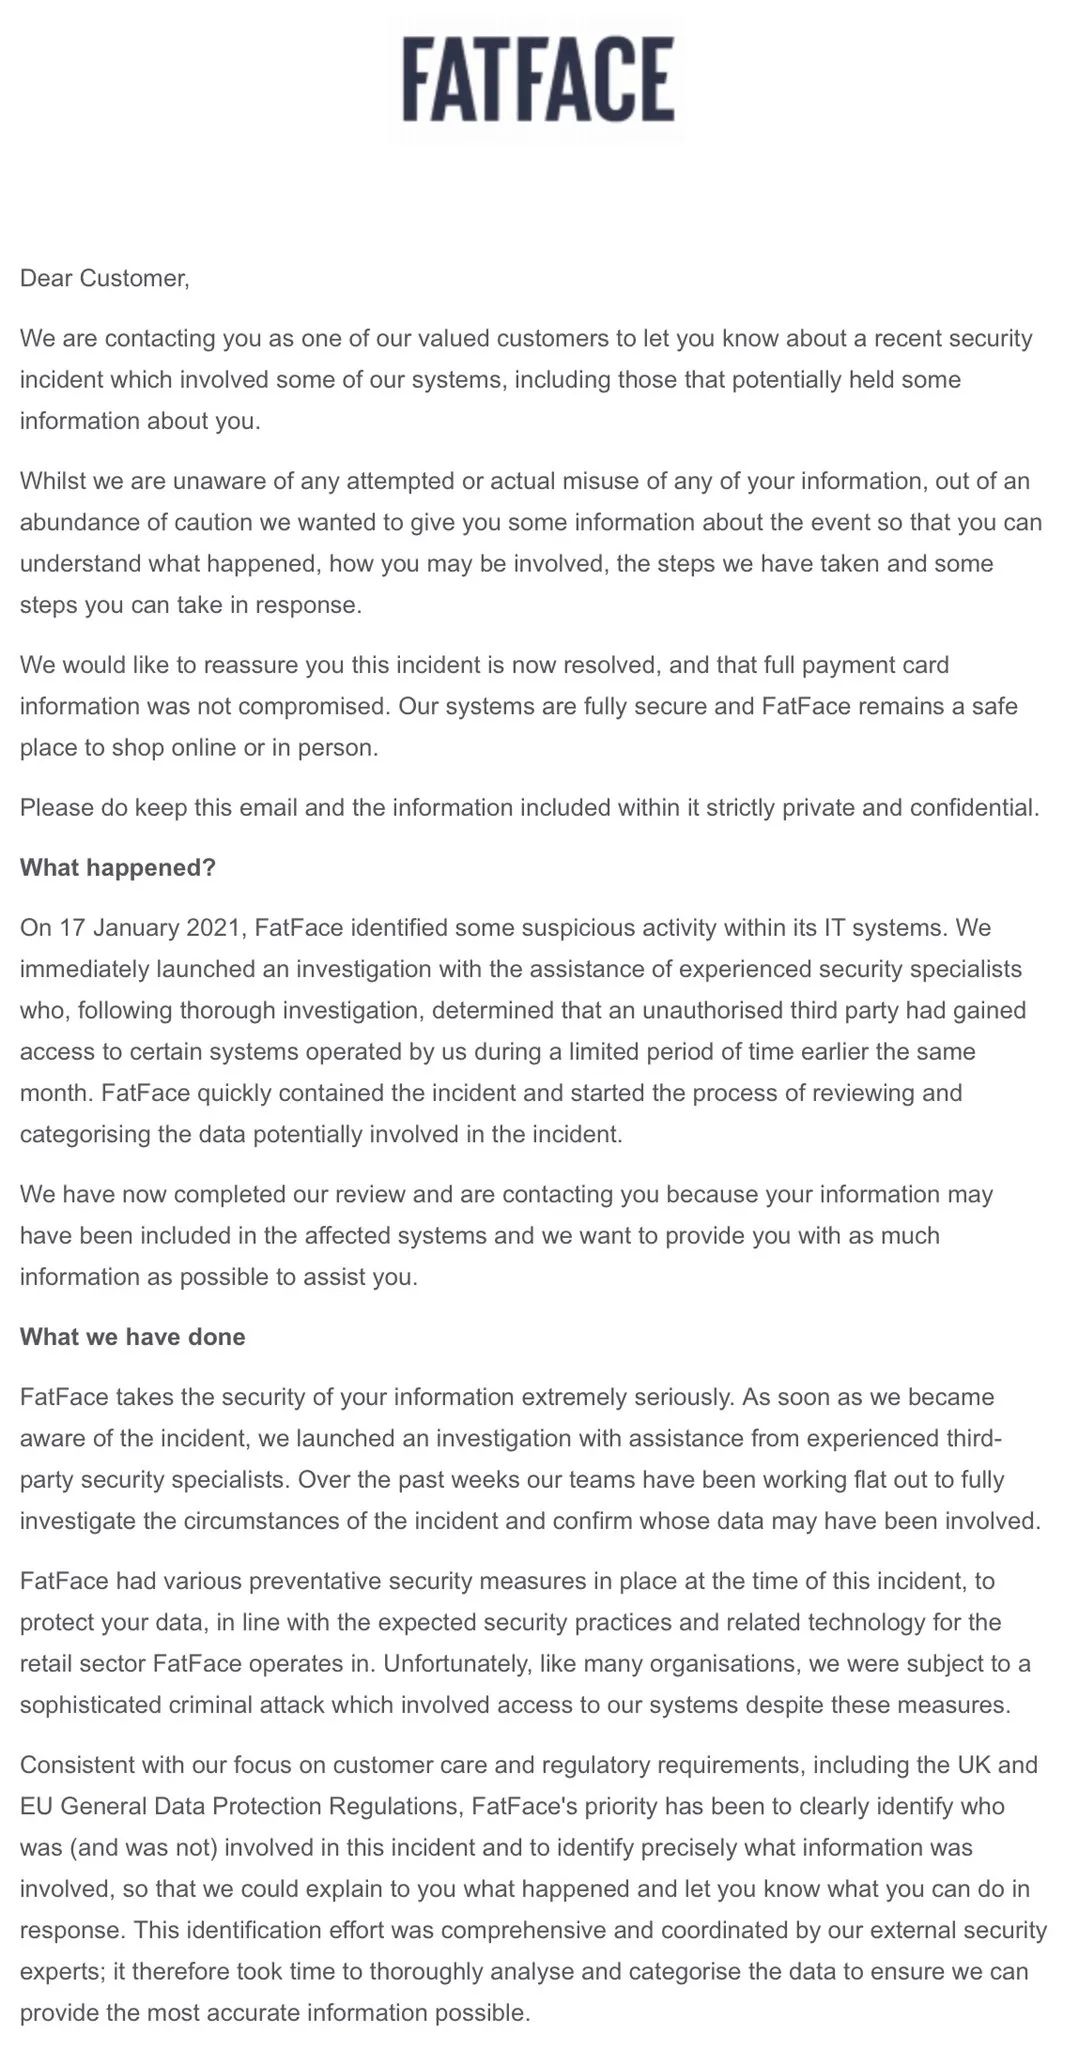 FATFACE
Dear Customer,
We are contacting you as one of our valued customers to let you know about a recent security
incident which involved some of our systems, including those that potentially held some
information about you.
Whilst we are unaware of any attempted or actual misuse of any of your information, out of an
abundance of caution we wanted to give you some information about the event so that you can
understand what happened, how you may be involved, the steps we have taken and some
steps you can take in response.
We would like to reassure you this incident is now resolved, and that full payment card
information was not compromised. Our systems are fully secure and FatFace remains a safe
place to shop online or in person.
Please do keep this email and the information included within it strictly private and confidential.
What happened?
On 17 January 2021, FatFace identified some suspicious activity within its IT systems. We
immediately launched an investigation with the assistance of experienced security specialists
who, following thorough investigation, determined that an unauthorised third party had gained
access to certain systems operated by us during a limited period of time earlier the same
month. FatFace quickly contained the incident and started the process of reviewing and
categorising the data potentially involved in the incident.
We have now completed our review and are contacting you because your information may
have been included in the affected systems and we want to provide you with as much
information as possible to assist you.
What we have done
FatFace takes the security of your information extremely seriously. As soon as we became
aware of the incident, we launched an investigation with assistance from experienced third-
party security specialists. Over the past weeks our teams have been working flat out to fully
investigate the circumstances of the incident and confirm whose data may have been involved.
FatFace had various preventative security measures in place at the time of this incident, to
protect your data, in line with the expected security practices and related technology for the
retail sector FatFace operates in. Unfortunately, like many organisations, we were subject to a
sophisticated criminal attack which involved access to our systems despite these measures.
Consistent with our focus on customer care and regulatory requirements, including the UK and
EU General Data Protection Regulations, FatFace's priority has been to clearly identify who
was (and was not) involved in this incident and to identify precisely what information was
involved, so that we could explain to you what happened and let you know what you can do in
response. This identification effort was comprehensive and coordinated by our external security
experts; it therefore took time to thoroughly analyse and categorise the data to ensure we can
provide the most accurate information possible.